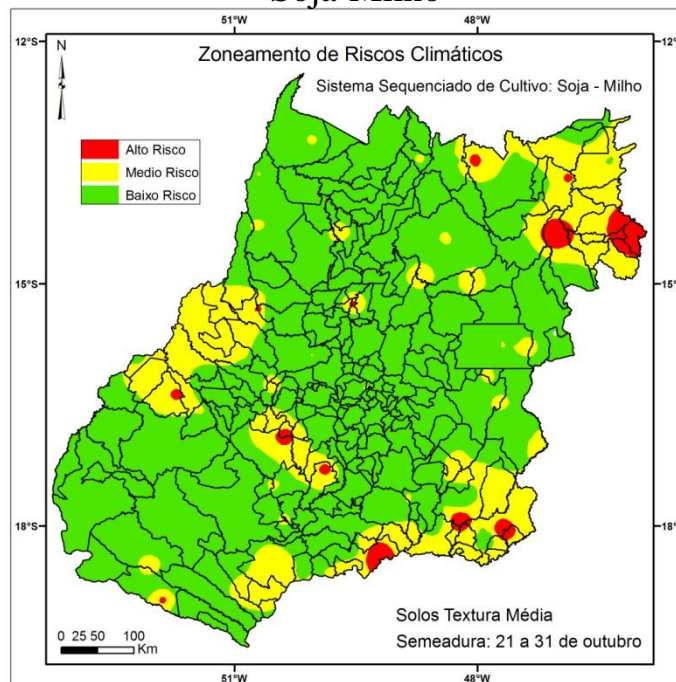 Soja-Milho
51°W 48°W
12°S 12°S
N
Zoneamento de Riscos Climáticos
Sistema Sequenciado de Cultivo: Soja - Milho
Alto Risco
Medio Risco
Baixo Risco
15°S 15°S
18°S 18°S
Solos Textura Média
Semeadura: 21 a 31 de outubro
0 25 50 100
Km
51°W 48°W